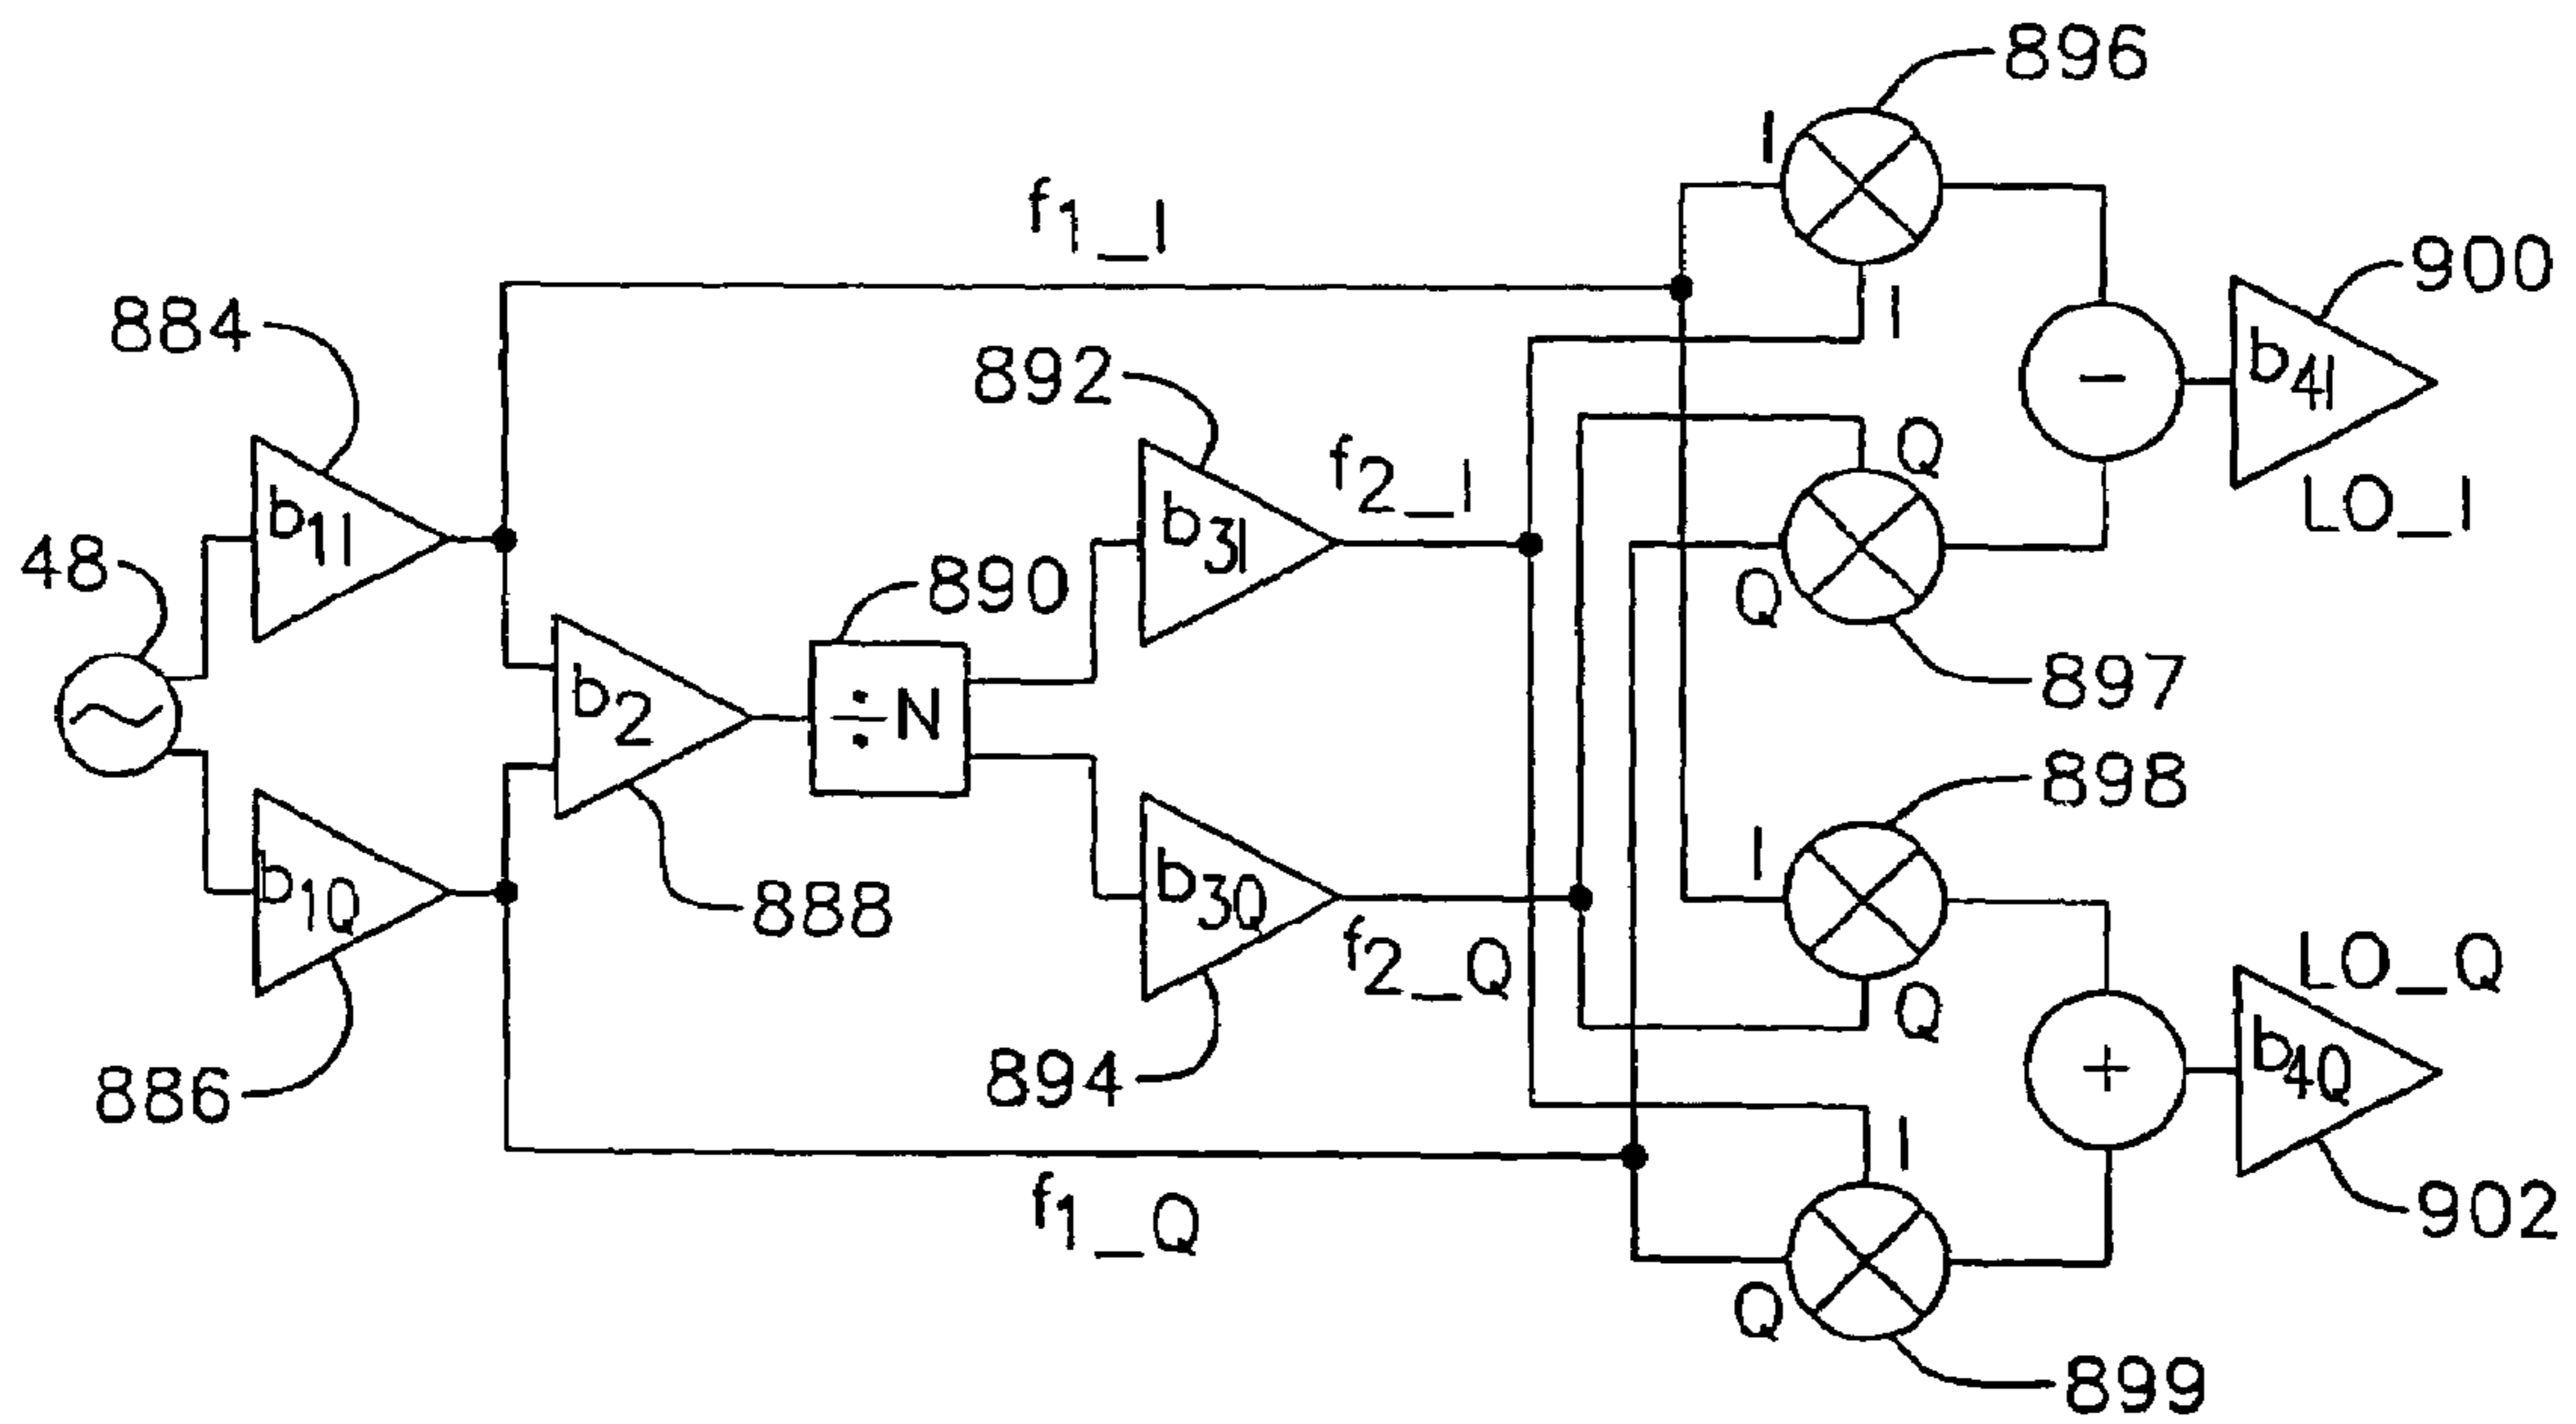 896
I
f1_I
900
884
I
892
b4I
Q
f2_I
LO_I
b1I
b3I
48
890
Q
897
b2
÷N
898
I
888
b1Q
b3Q
f2_Q
LO_Q
Q
894
886
b4Q
I
f1_Q
902
Q
899
−
+